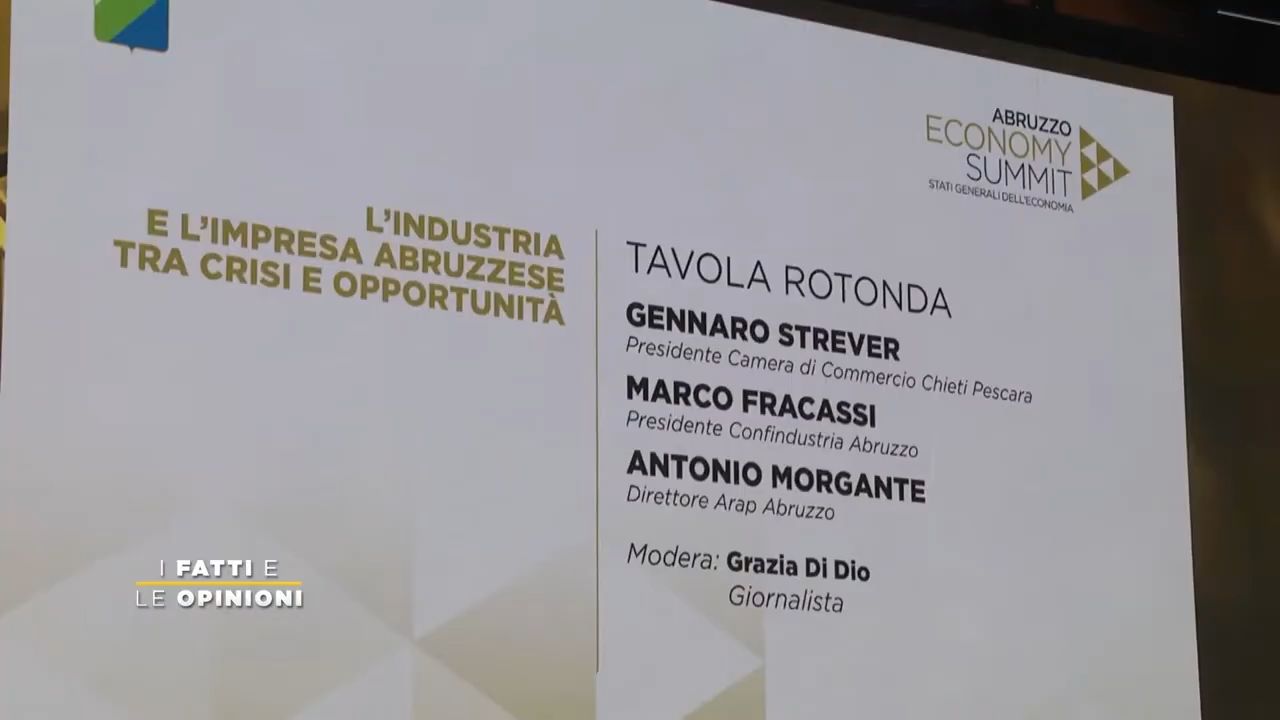 ABRUZZO
ECONOMY
SUMMIT
STATI GENERALI DELL'ECONOMIA
L'INDUSTRIA
E L'IMPRESA ABRUZZESE
TRA CRISI E OPPORTUNITÀ
TAVOLA ROTONDA
GENNARO STREVER
Presidente Camera di Commercio Chieti Pescara
MARCO FRACASSI
Presidente Confindustria Abruzzo
ANTONIO MORGANTE
Direttore Arap Abruzzo
Modera: Grazia Di Dio
Giornalista
I FATTI E
LE OPINIONI